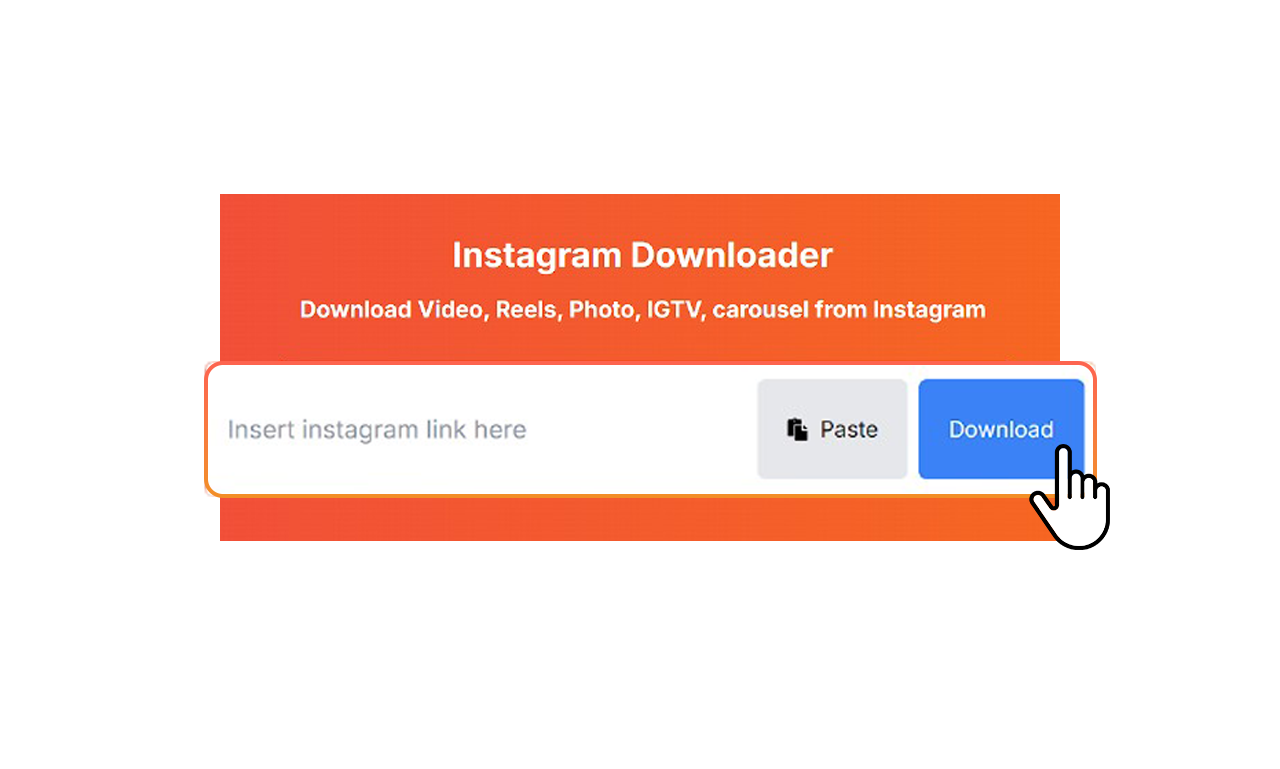 Instagram Downloader
Download Video, Reels, Photo, IGTV, carousel from Instagram
Insert instagram link here
Paste
Download